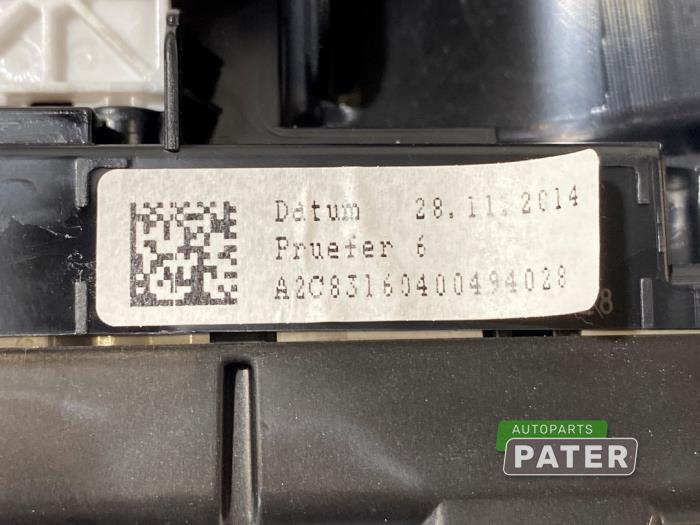 Datum 28.11.2014
Pruefer 6
A2C83160400494028
AUTOPARTS
PATER